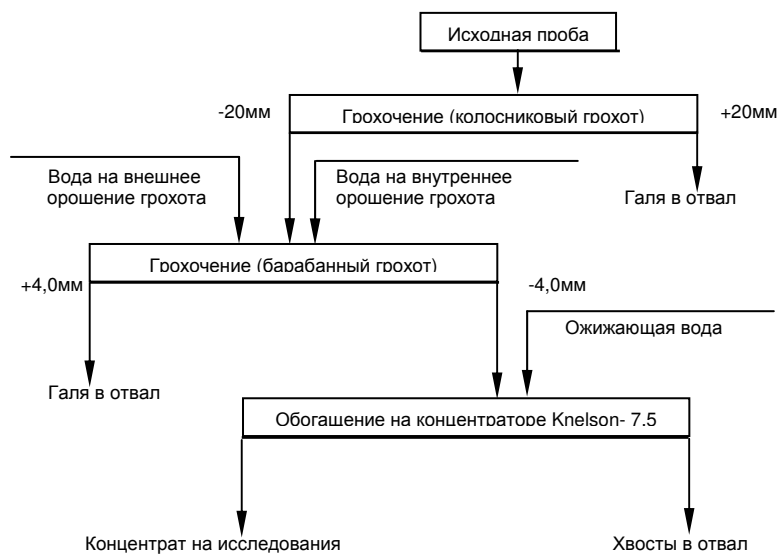 Исходная проба
-20мм
Грохочение (колосниковый грохот)
+20мм
Вода на внешнее
орошение грохота
Вода на внутреннее
орошение грохота
Галя в отвал
Грохочение (барабанный грохот)
+4,0мм
-4,0мм
Ожижающая вода
Галя в отвал
Обогащение на концентраторе Knelson- 7.5
Концентрат на исследования
Хвосты в отвал